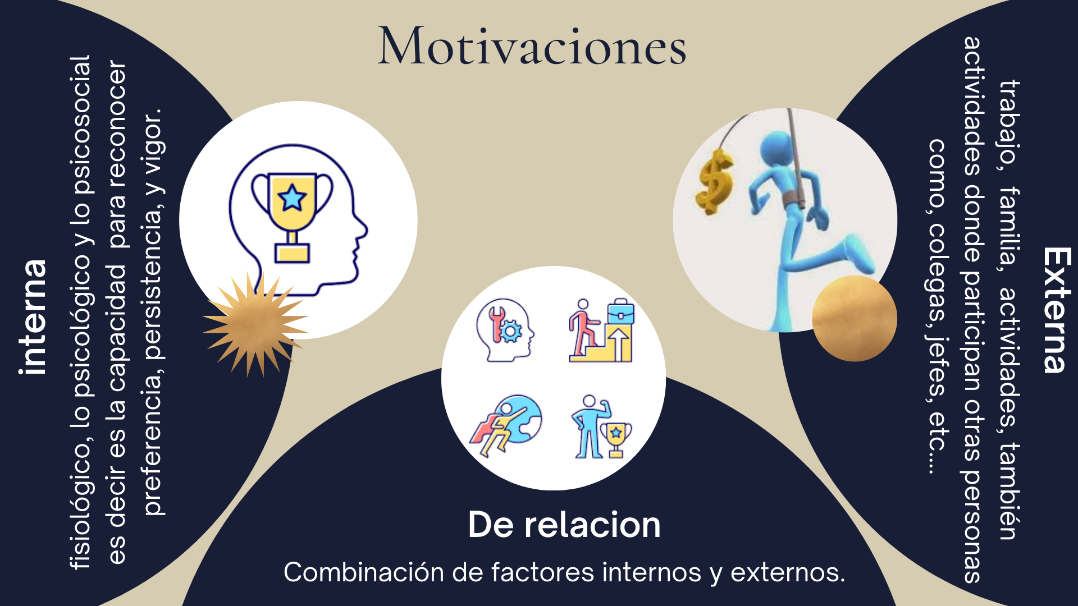 Motivaciones
interna
fisiológico, lo psicológico y lo psicosocial
es decir es la capacidad para reconocer
preferencia, persistencia, y vigor.
Externa
trabajo, familia, actividades, también
actividades donde participan otras personas
como, colegas, jefes, etc....
$
De relacion
Combinación de factores internos y externos.